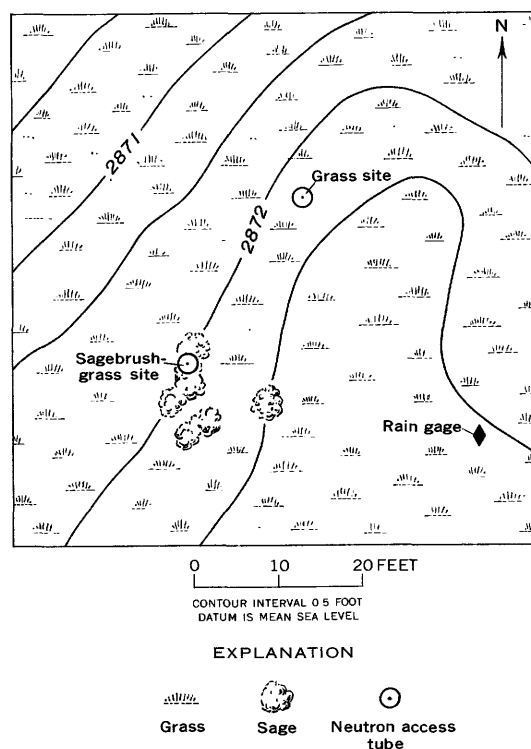 N
2871
Grass site
2872
Sagebrush-
grass site
Rain gage
0 10 20 FEET
CONTOUR INTERVAL 0 5 FOOT
DATUM IS MEAN SEA LEVEL
EXPLANATION
Grass
Sage
Neutron access
tube